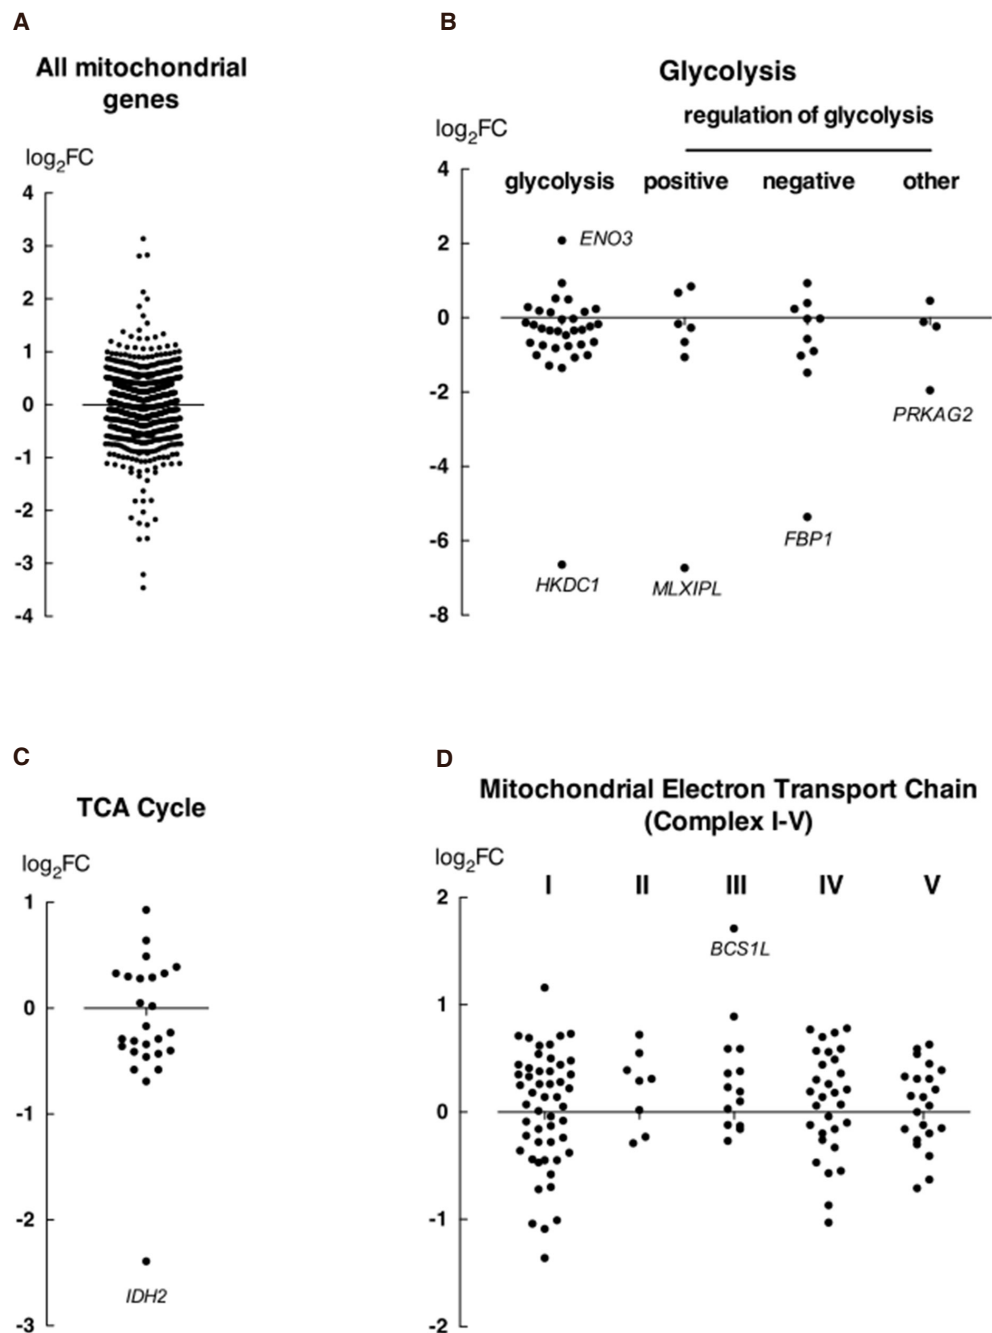 A
All mitochondrial
genes
log2FC
4
3
2
1
0
-1
-2
-3
-4
B
Glycolysis
regulation of glycolysis
log2FC
glycolysis positive negative other
4
2
0
-2
-4
-6
-8
ENO3
PRKAG2
FBP1
HKDC1
MLXIPL
C
TCA Cycle
log2FC
1
0
-1
-2
-3
IDH2
D
Mitochondrial Electron Transport Chain
(Complex I-V)
log2FC
I II III IV V
2
1
0
-1
-2
BCS1L